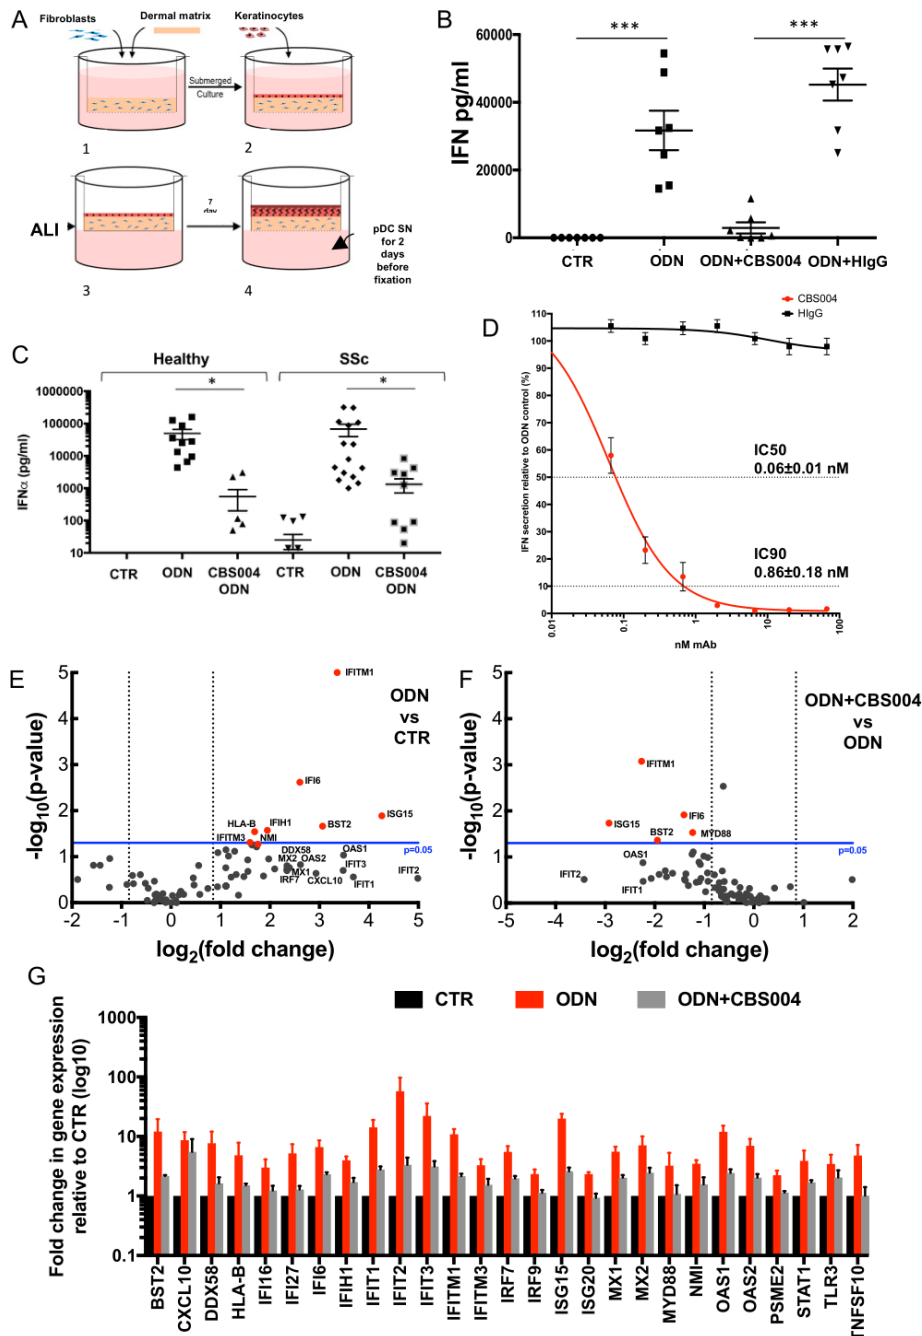 A
Fibroblasts
Dermal matrix
Keratinocytes
Submerged
Culture
1
2
ALI
7
day
pDC SN
for 2
days
before
fixation
3
4
B
***
***
IFN pg/ml
60000
40000
20000
0
CTR
ODN
ODN+CBS004
ODN+HIgG
C
Healthy
SSc
*
*
IFNα (pg/ml)
1000000
100000
10000
1000
100
10
CTR
ODN
CBS004
ODN
CTR
ODN
CBS004
ODN
D
CBS004
HIgG
IFN secretion relative to ODN control (%)
110
100
90
80
70
60
50
40
30
20
10
0
IC50
0.06±0.01 nM
IC90
0.86±0.18 nM
0.01
0.1
1
10
100
nM mAb
E
ODN
vs
CTR
-log10(p-value)
5
4
3
2
1
0
IFITM1
IFI6
ISG15
HLA-B
IFIH1
BST2
IFITM3
NMI
p=0.05
DDX58
OAS1
MX2
OAS2
MX1
IFIT3
IRF7
CXCL10
IFIT1
IFIT2
-2
-1
0
1
2
3
4
5
log2(fold change)
F
ODN+CBS004
vs
ODN
-log10(p-value)
5
4
3
2
1
0
IFITM1
ISG15
IFI6
BST2
MYD88
p=0.05
OAS1
IFIT2
IFIT1
-5
-4
-3
-2
-1
0
1
2
log2(fold change)
G
CTR
ODN
ODN+CBS004
Fold change in gene expression
relative to CTR (log10)
1000
100
10
1
0.1
BST2
CXCL10
DDX58
HLA-B
IFI16
IFI27
IFI6
IFIH1
IFIT1
IFIT2
IFIT3
IFITM1
IFITM3
IRF7
IRF9
ISG15
ISG20
MX1
MX2
MYD88
NMI
OAS1
OAS2
PSME2
STAT1
TLR3
TNFSF10